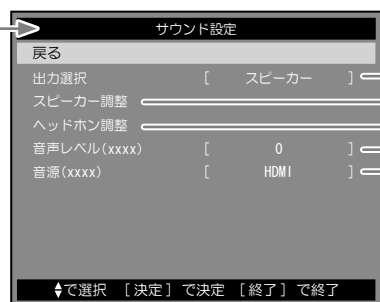 サウンド設定
戻る
出力選択 [ スピーカー ]
スピーカー調整
ヘッドホン調整
音声レベル(xxxx) [ 0 ]
音源(xxxx) [ HDMI ]
♦で選択 [決定] で決定 [終了] で終了